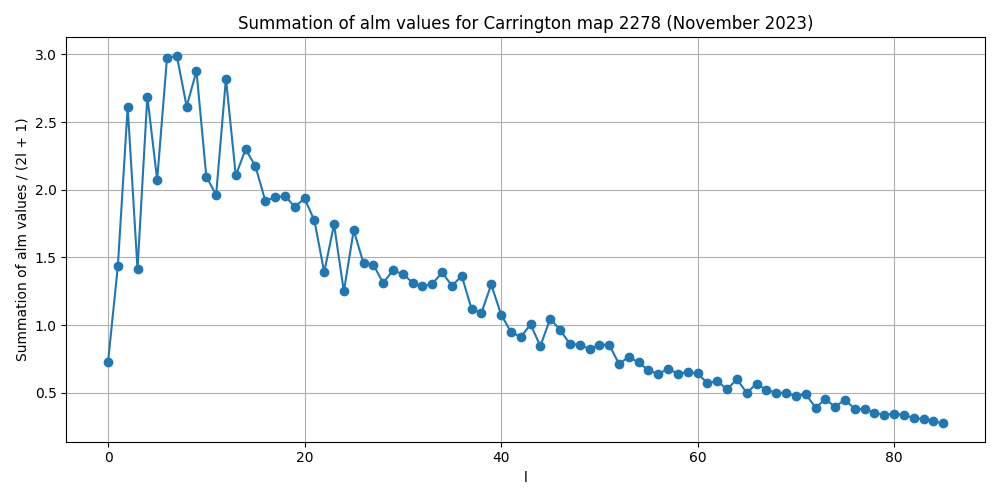 Summation of alm values for Carrington map 2278 (November 2023)
Summation of alm values / (2l + 1)
3.0
2.5
2.0
1.5
1.0
0.5
0 20 40 60 80
l